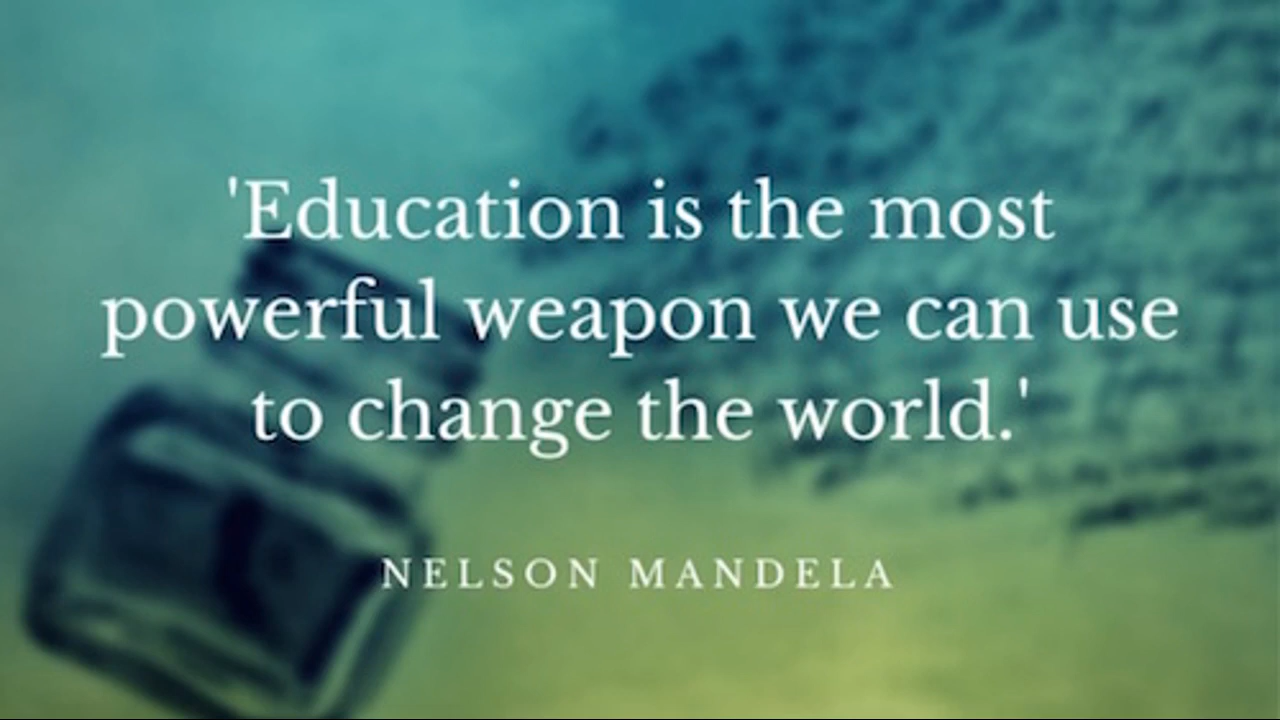 'Education is the most
powerful weapon we can use
to change the world.'
NELSON MANDELA